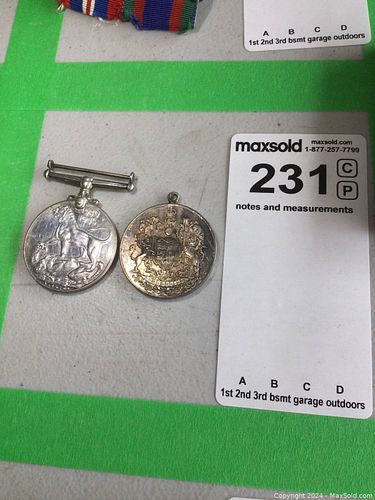 A B C D
1st 2nd 3rd bsmt garage outdoors
maxsold maxsold.com
1-877-257-7799
231 C
P
notes and measurements
A B C D
1st 2nd 3rd bsmt garage outdoors
Copyright 2024 - MaxSold.com